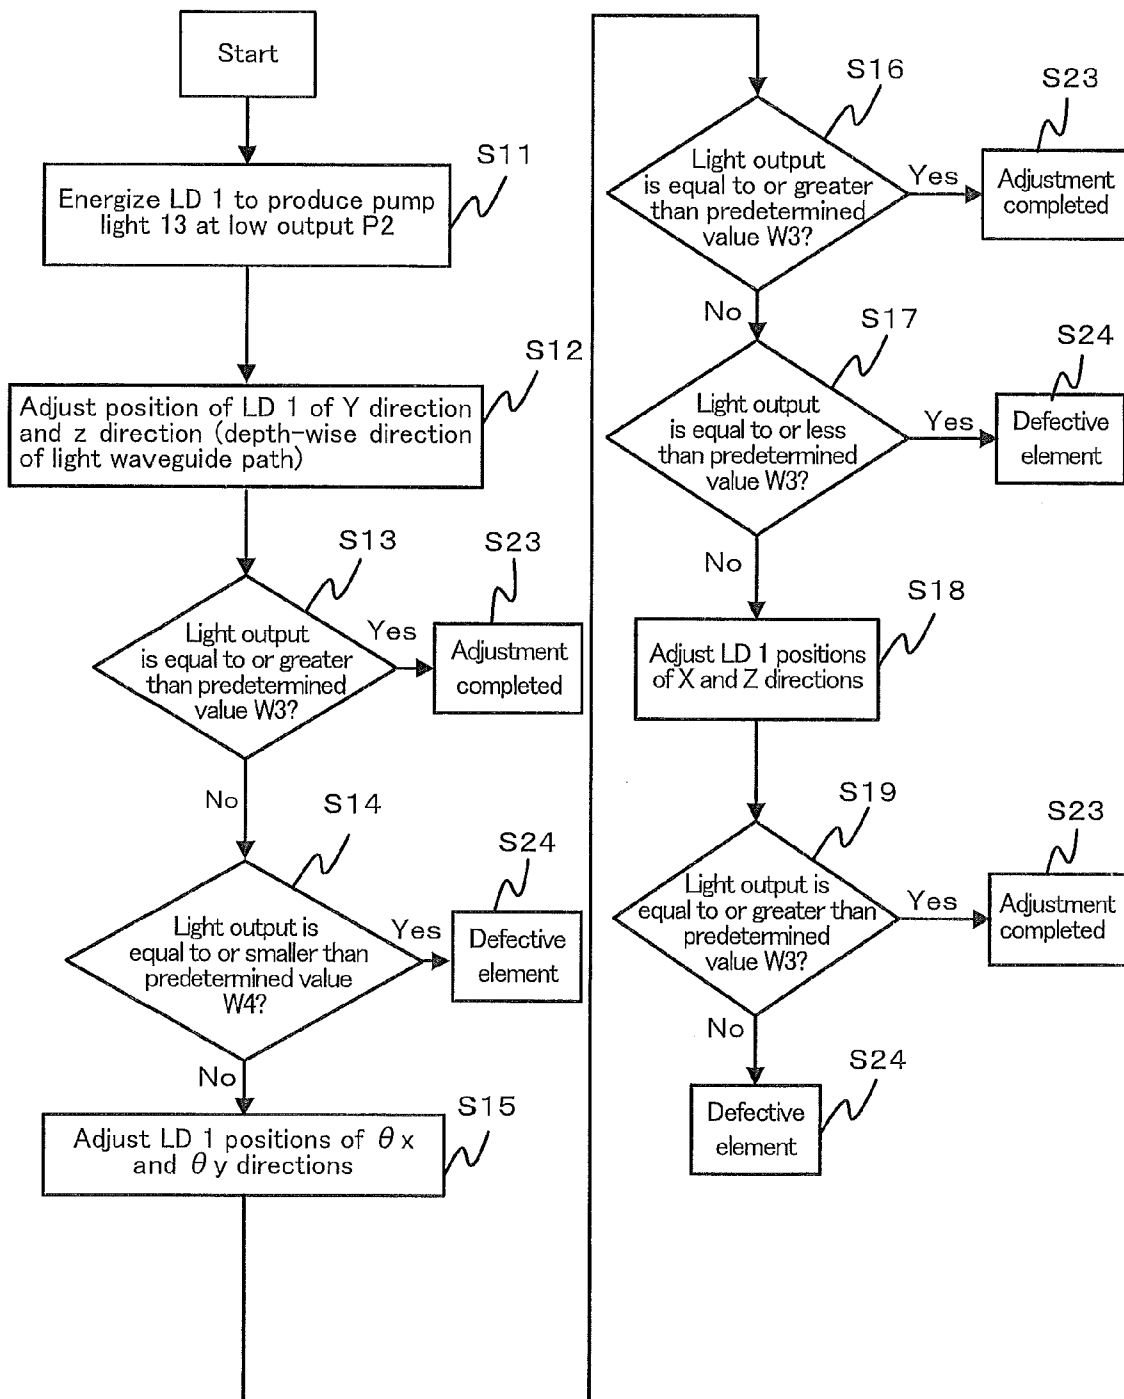 Start
S11
Energize LD 1 to produce pump
light 13 at low output P2
S12
Adjust position of LD 1 of Y direction
and z direction (depth-wise direction
of light waveguide path)
S13
Light output
is equal to or greater
than predetermined
value W3?
Yes
S23
Adjustment
completed
No
S14
Light output is
equal to or smaller than
predetermined value
W4?
Yes
S24
Defective
element
No
S15
Adjust LD 1 positions of θx
and θy directions
S16
Light output
is equal to or greater
than predetermined
value W3?
Yes
S23
Adjustment
completed
No
S17
Light output
is equal to or less
than predetermined
value W3?
Yes
S24
Defective
element
No
S18
Adjust LD 1 positions
of X and Z directions
S19
Light output is
equal to or greater than
predetermined
value W3?
Yes
S23
Adjustment
completed
No
S24
Defective
element